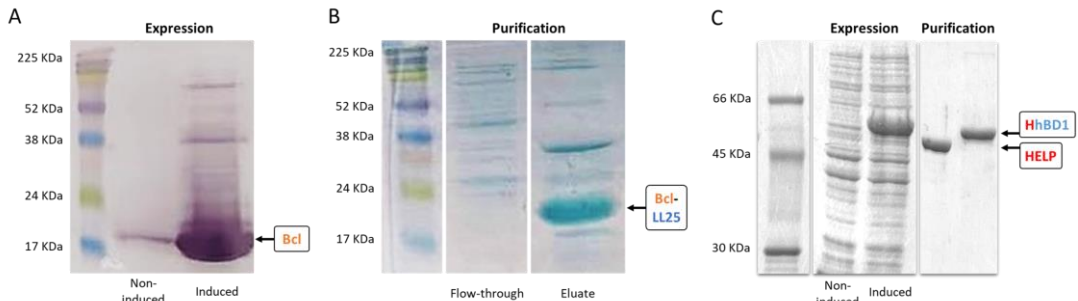 A
Expression
225 KDa
52 KDa
38 KDa
24 KDa
17 KDa
Bcl
Non-
induced
Induced
B
Purification
225 KDa
52 KDa
38 KDa
24 KDa
17 KDa
Bcl-
LL25
Flow-through
Eluate
C
Expression
Purification
66 KDa
45 KDa
30 KDa
HhBD1
HELP
Non-
induced
Induced